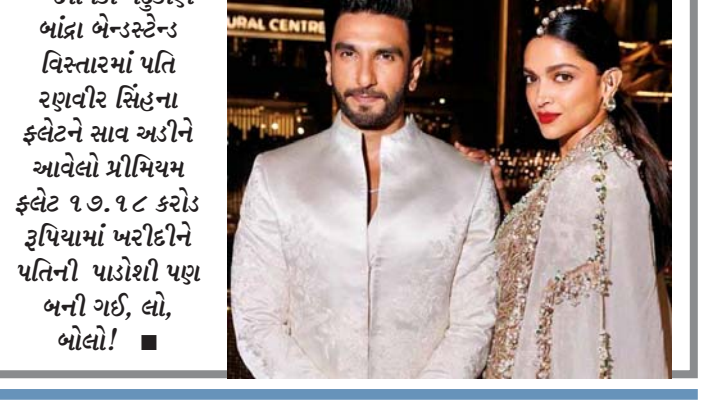 બાંદ્રા બેન્ડસ્ટેન્ડ
વિસ્તારમાં પતિ
રણવીર સિંહના
ફ્લેટને સાવ અડીને
આવેલો પ્રીમિયમ
ફ્લેટ ૧૭.૧૮ કરોડ
રૂપિયામાં ખરીદીને
પતિની પાડોશી પણ
બની ગઈ, લો,
બોલો! ■
URAL CENTRE